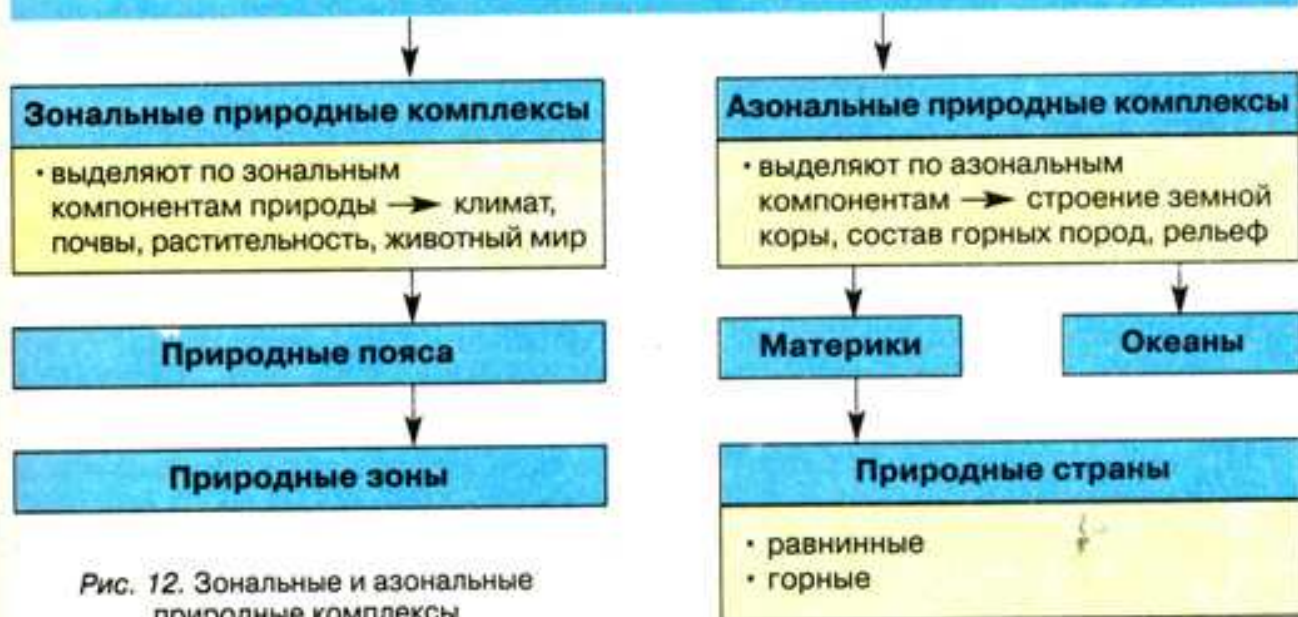 Зональные природные комплексы
• выделяют по зональным
компонентам природы → климат,
почвы, растительность, животный мир
Природные пояса
Природные зоны
Рис. 12. Зональные и азональные
природные комплексы
Азональные природные комплексы
• выделяют по азональным
компонентам → строение земной
коры, состав горных пород, рельеф
Материки
Океаны
Природные страны
• равнинные
• горные